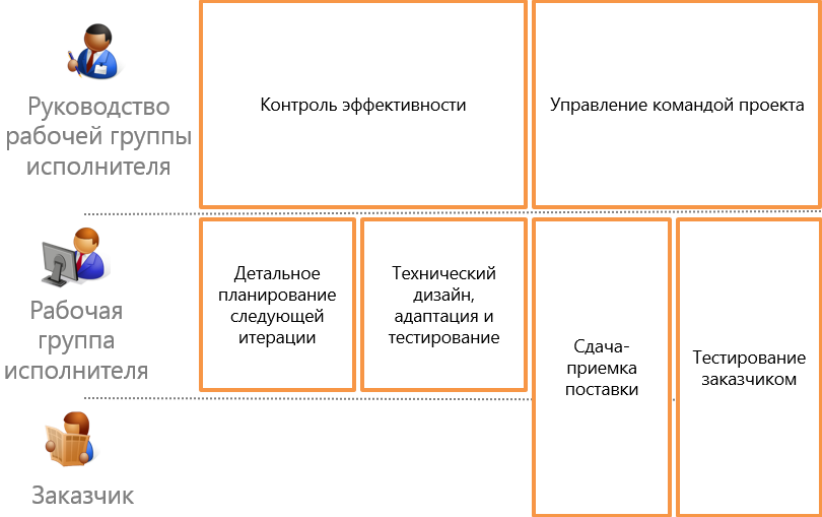 Руководство
рабочей группы
исполнителя
Контроль эффективности
Управление командой проекта
Рабочая
группа
исполнителя
Детальное
планирование
следующей
итерации
Технический
дизайн,
адаптация и
тестирование
Сдача-
приемка
поставки
Тестирование
заказчиком
Заказчик